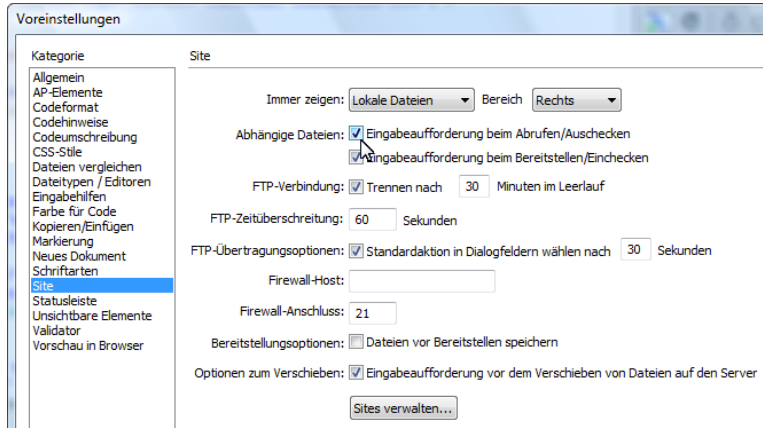 Voreinstellungen
Kategorie
Site
Allgemein
AP-Elemente
Codeformat
Codehinweise
Codeumschreibung
CSS-Stile
Dateien vergleichen
Dateitypen / Editoren
Eingabehilfen
Farbe für Code
Kopieren/Einfügen
Markierung
Neues Dokument
Schriftarten
Site
Statusleiste
Unsichtbare Elemente
Validator
Vorschau in Browser
Immer zeigen: Lokale Dateien Bereich Rechts
Abhängige Dateien: Eingabeaufforderung beim Abrufen/Auschecken
Eingabeaufforderung beim Bereitstellen/Einchecken
FTP-Verbindung: Trennen nach 30 Minuten im Leerlauf
FTP-Zeitüberschreitung: 60 Sekunden
FTP-Übertragungsoptionen: Standardaktion in Dialogfeldern wählen nach 30 Sekunden
Firewall-Host:
Firewall-Anschluss: 21
Bereitstellungsoptionen: Dateien vor Bereitstellen speichern
Optionen zum Verschieben: Eingabeaufforderung vor dem Verschieben von Dateien auf den Server
Sites verwalten...